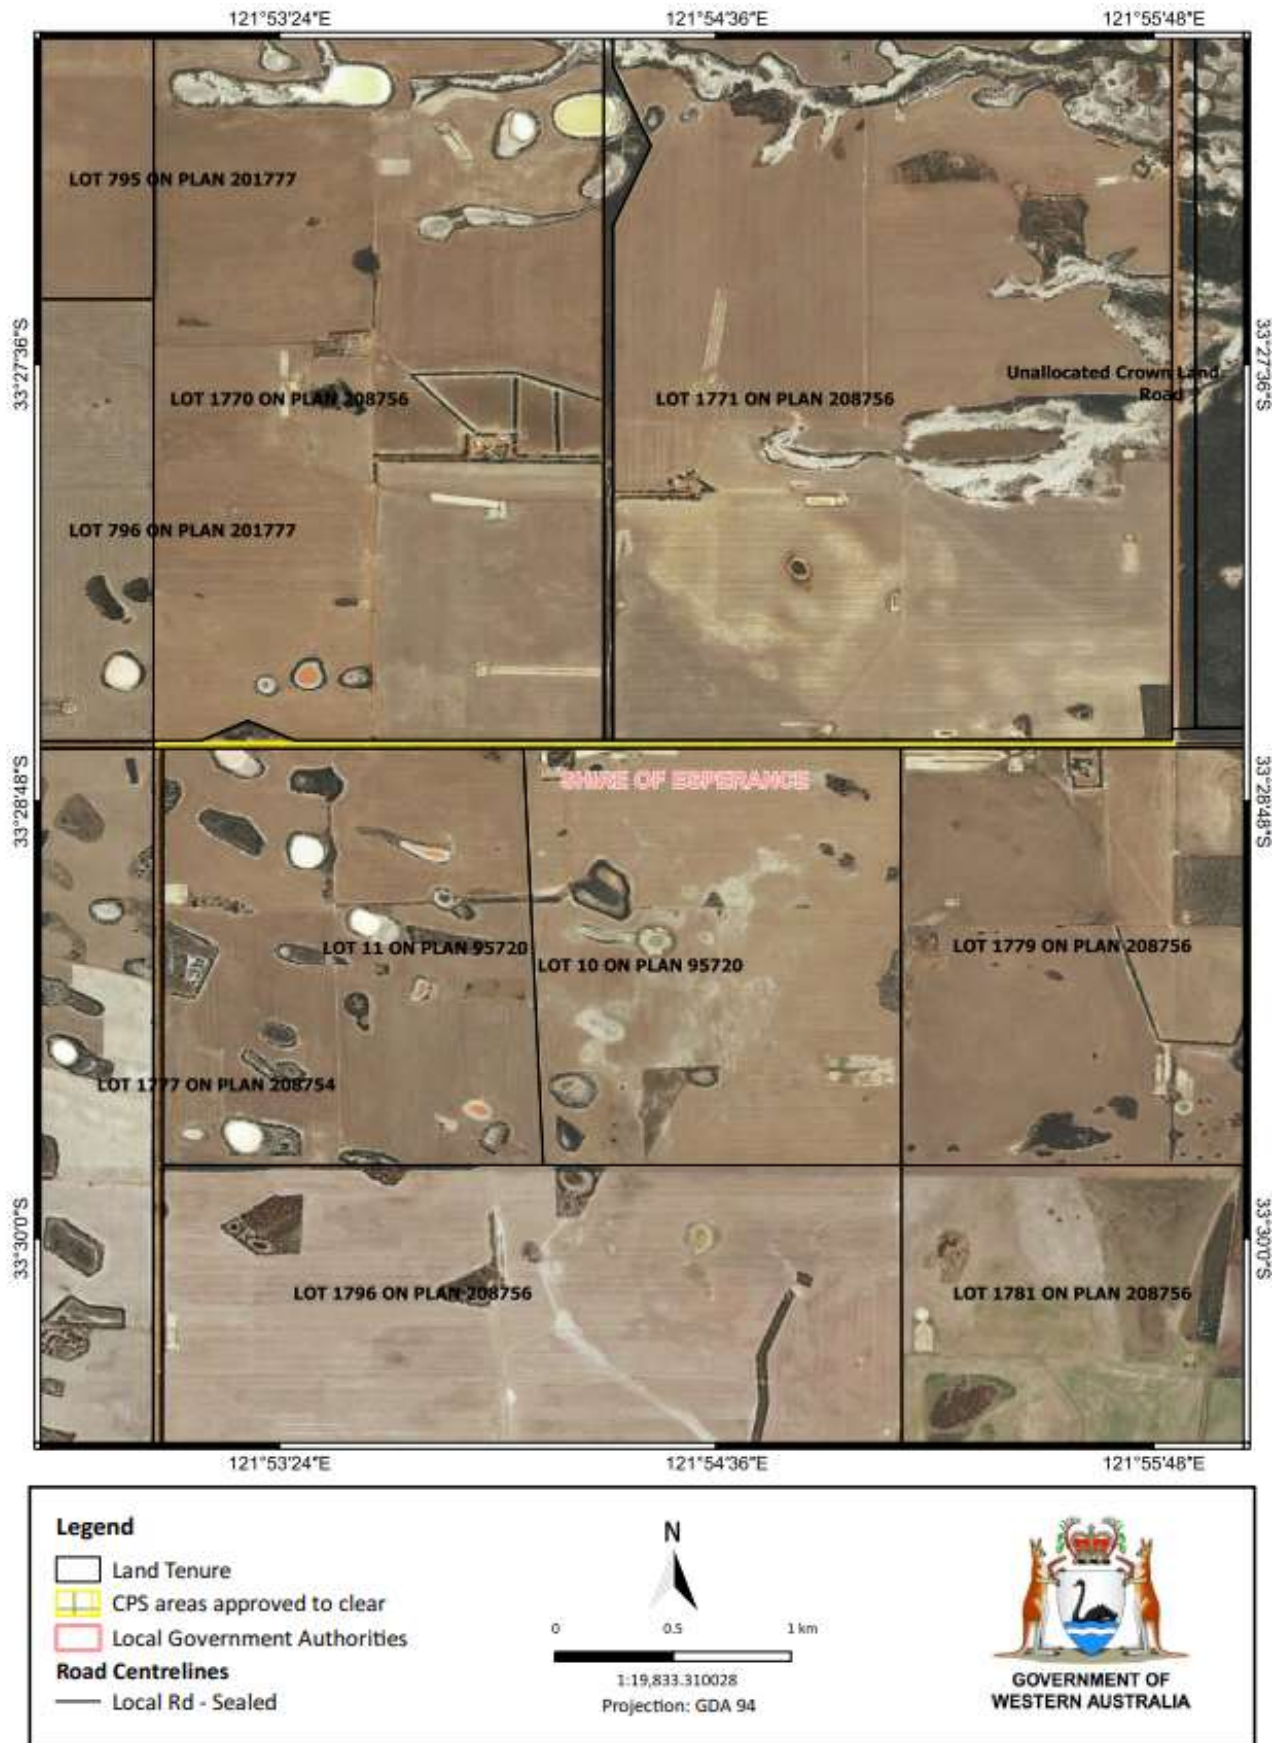 121°53'24"E
121°54'36"E
121°55'48"E
LOT 795 ON PLAN 201777
33°27'36"S
33°27'36"S
Unallocated Crown Land
Road
LOT 1770 ON PLAN 208756
LOT 1771 ON PLAN 208756
LOT 796 ON PLAN 201777
33°28'48"S
33°28'48"S
SHIRE OF ESPERANCE
LOT 11 ON PLAN 95720
LOT 10 ON PLAN 95720
LOT 1779 ON PLAN 208756
LOT 1777 ON PLAN 208754
33°30'0"S
33°30'0"S
LOT 1796 ON PLAN 208756
LOT 1781 ON PLAN 208756
121°53'24"E
121°54'36"E
121°55'48"E
Legend
Land Tenure
CPS areas approved to clear
Local Government Authorities
Road Centrelines
Local Rd - Sealed
N
0 0.5 1 km
1:19,833.310028
Projection: GDA 94
GOVERNMENT OF
WESTERN AUSTRALIA